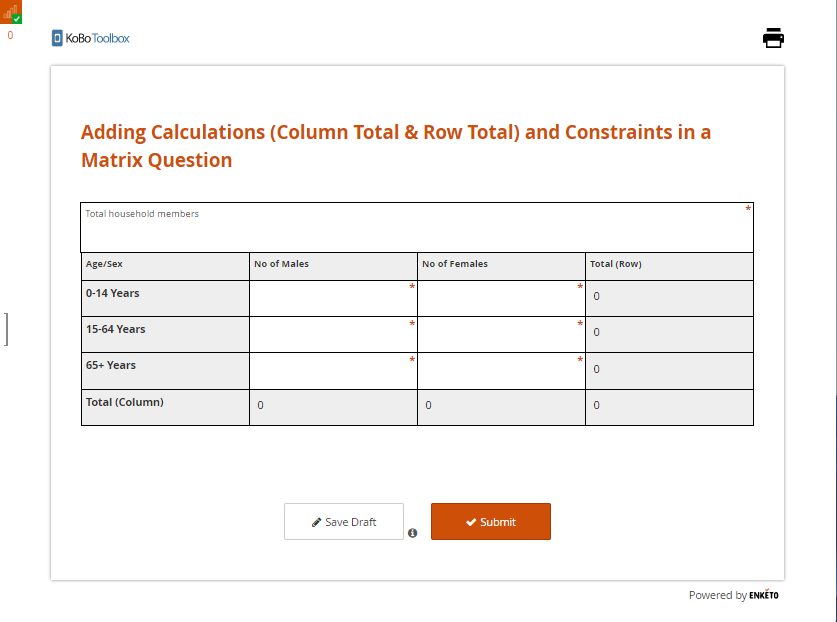 0
KoBoToolbox
Adding Calculations (Column Total & Row Total) and Constraints in a
Matrix Question
Total household members *
Age/Sex No of Males No of Females Total (Row)
0-14 Years * * 0
15-64 Years * * 0
65+ Years * * 0
Total (Column) 0 0 0
Save Draft Submit
Powered by ENKETO